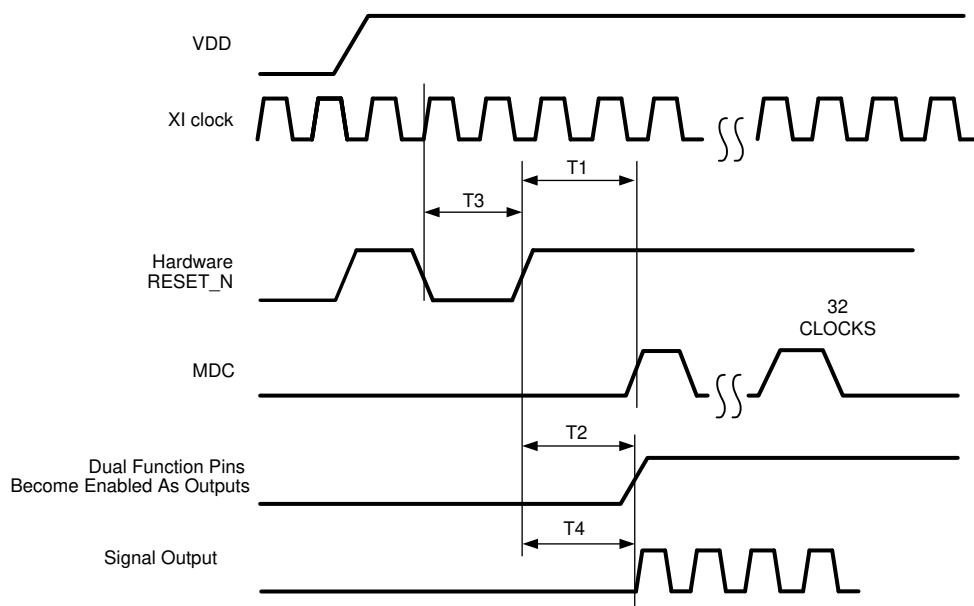 VDD
XI clock
T1
T3
Hardware
RESET_N
32
CLOCKS
MDC
T2
Dual Function Pins
Become Enabled As Outputs
T4
Signal Output